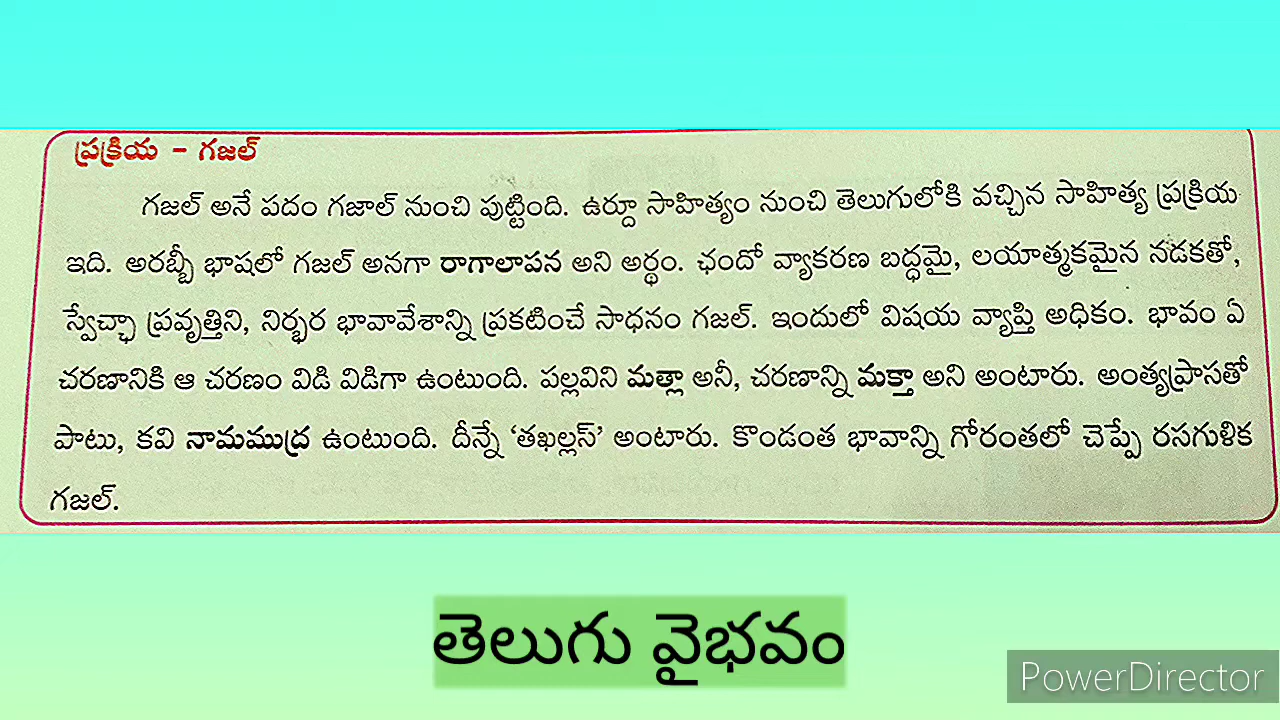 ప్రక్రియ - గజల్
గజల్ అనే పదం గజాల్ నుంచి పుట్టింది. ఉర్దూ సాహిత్యం నుంచి తెలుగులోకి వచ్చిన సాహిత్య ప్రక్రియ
ఇది. అరబ్బీ భాషలో గజల్ అనగా రాగాలాపన అని అర్థం. ఛందో వ్యాకరణ బద్ధమై, లయాత్మకమైన నడకతో,
స్వేచ్ఛా ప్రవృత్తిని, నిర్భర భావావేశాన్ని ప్రకటించే సాధనం గజల్. ఇందులో విషయ వ్యాప్తి అధికం. భావం ఏ
చరణానికి ఆ చరణం విడి విడిగా ఉంటుంది. పల్లవిని మత్లా అనీ, చరణాన్ని మక్తా అని అంటారు. అంత్యప్రాసతో
పాటు, కవి నామముద్ర ఉంటుంది. దీన్నే ‘తఖల్లస్’ అంటారు. కొండంత భావాన్ని గోరంతలో చెప్పే రసగుళిక
గజల్.
తెలుగు వైభవం
PowerDirector